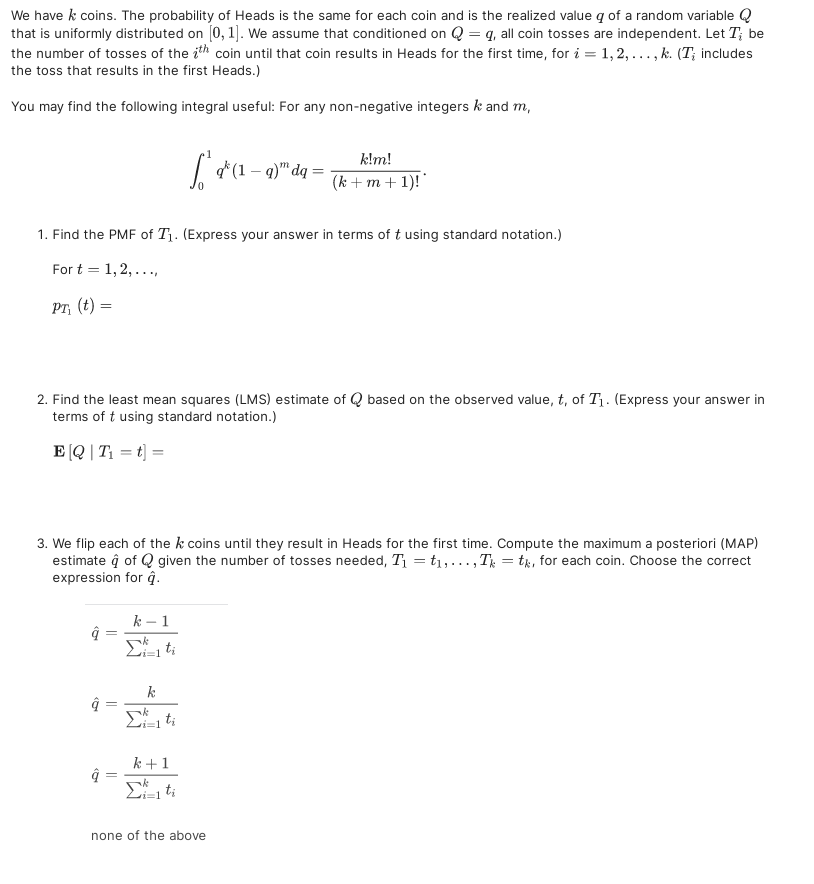 We have k coins. The probability of Heads is the same for each coin and is the realized value q of a random variable Q
that is uniformly distributed on [0, 1]. We assume that conditioned on Q = q, all coin tosses are independent. Let T_i be
the number of tosses of the i^{th} coin until that coin results in Heads for the first time, for i = 1, 2, . . . , k. (T_i includes
the toss that results in the first Heads.)
You may find the following integral useful: For any non-negative integers k and m,
\int_0^1 q^k (1 − q)^m dq = \frac{k!m!}{(k + m + 1)!}.
1. Find the PMF of T_1. (Express your answer in terms of t using standard notation.)
For t = 1, 2, . . .,
p_{T_1} (t) =
2. Find the least mean squares (LMS) estimate of Q based on the observed value, t, of T_1. (Express your answer in
terms of t using standard notation.)
E [Q | T_1 = t] =
3. We flip each of the k coins until they result in Heads for the first time. Compute the maximum a posteriori (MAP)
estimate \hat{q} of Q given the number of tosses needed, T_1 = t_1, . . . , T_k = t_k, for each coin. Choose the correct
expression for \hat{q}.
\hat{q} = \frac{k − 1}{\sum_{i=1}^k t_i}
\hat{q} = \frac{k}{\sum_{i=1}^k t_i}
\hat{q} = \frac{k + 1}{\sum_{i=1}^k t_i}
none of the above